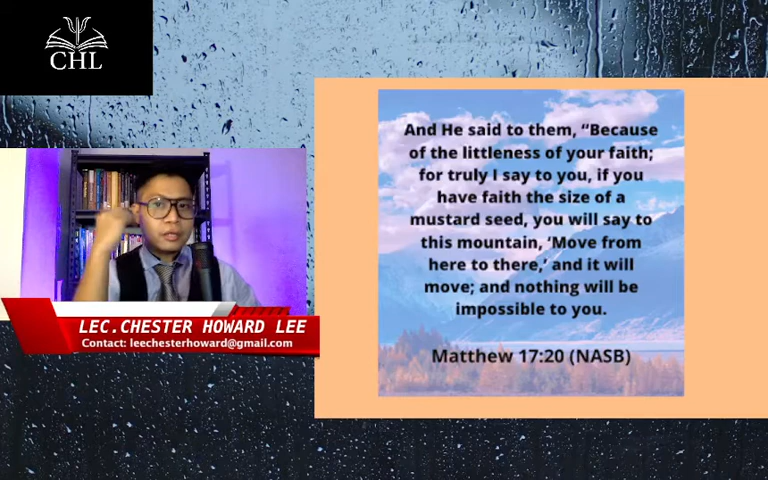 CHL
And He said to them, "Because
of the littleness of your faith;
for truly I say to you, if you
have faith the size of a
mustard seed, you will say to
this mountain, 'Move from
here to there,' and it will
move; and nothing will be
impossible to you.
Matthew 17:20 (NASB)
LEC.CHESTER HOWARD LEE
Contact: leechesterhoward@gmail.com